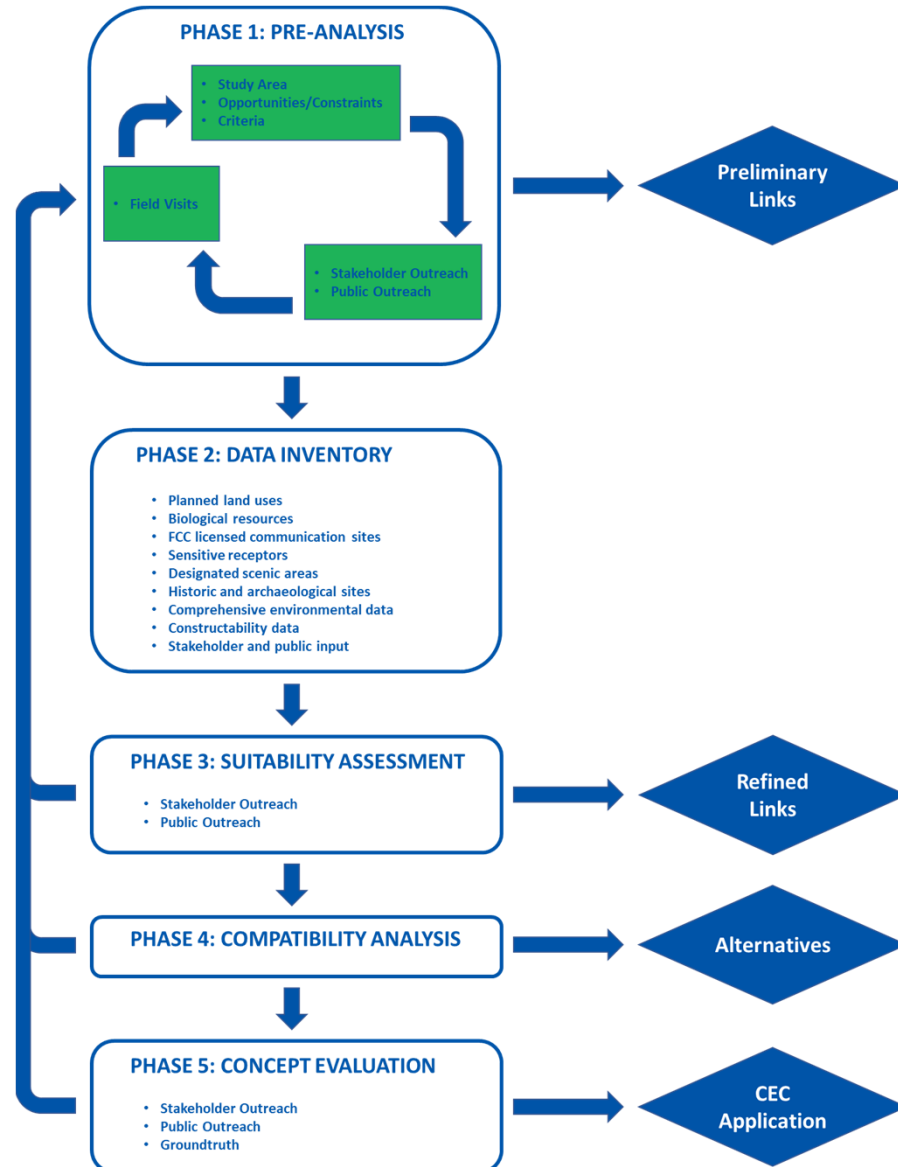 PHASE 1: PRE-ANALYSIS
• Study Area
• Opportunities/Constraints
• Criteria
• Field Visits
• Stakeholder Outreach
• Public Outreach
Preliminary
Links
PHASE 2: DATA INVENTORY
• Planned land uses
• Biological resources
• FCC licensed communication sites
• Sensitive receptors
• Designated scenic areas
• Historic and archaeological sites
• Comprehensive environmental data
• Constructability data
• Stakeholder and public input
PHASE 3: SUITABILITY ASSESSMENT
• Stakeholder Outreach
• Public Outreach
Refined
Links
PHASE 4: COMPATIBILITY ANALYSIS
Alternatives
PHASE 5: CONCEPT EVALUATION
• Stakeholder Outreach
• Public Outreach
• Groundtruth
CEC
Application